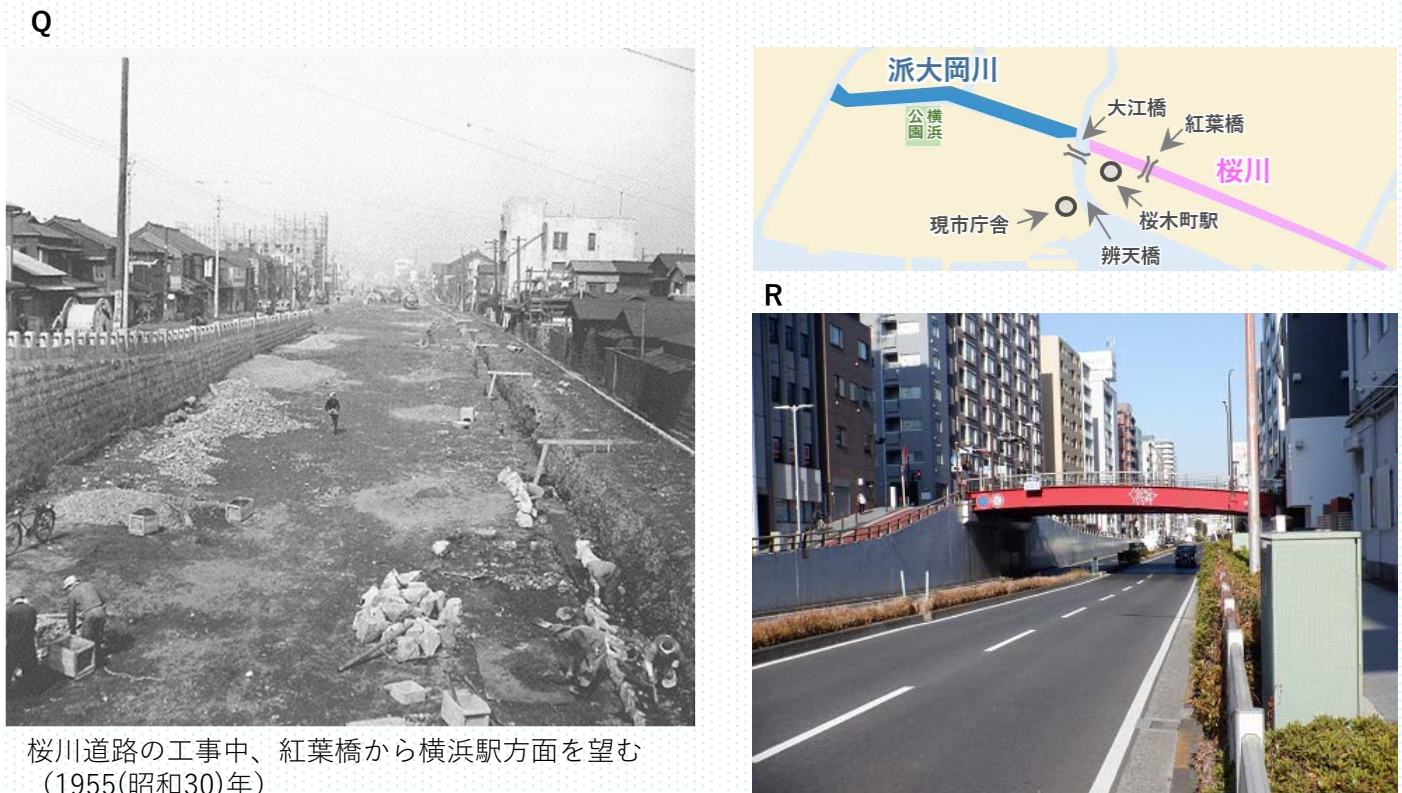 Q
派大岡川
横浜
公園
大江橋
紅葉橋
桜川
現市庁舎
桜木町駅
辨天橋
R
桜川道路の工事中、紅葉橋から横浜駅方面を望む
（1955(昭和30)年）